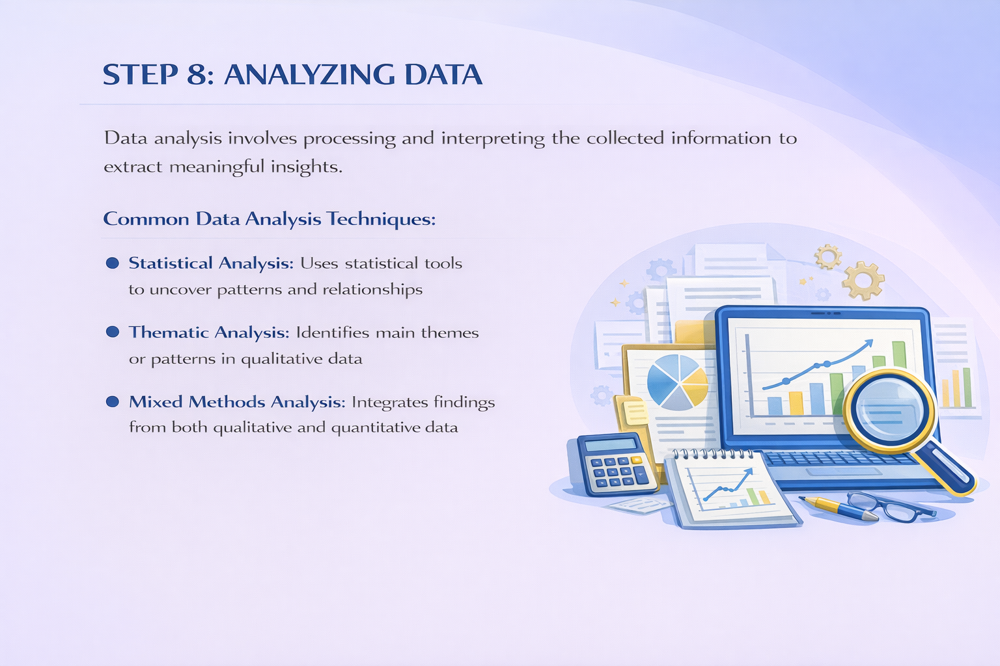 STEP 8: ANALYZING DATA
Data analysis involves processing and interpreting the collected information to
extract meaningful insights.
Common Data Analysis Techniques:
Statistical Analysis: Uses statistical tools
to uncover patterns and relationships
Thematic Analysis: Identifies main themes
or patterns in qualitative data
Mixed Methods Analysis: Integrates findings
from both qualitative and quantitative data